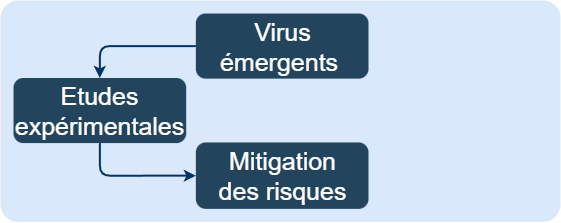 Virus
émergents
Etudes
expérimentales
Mitigation
des risques